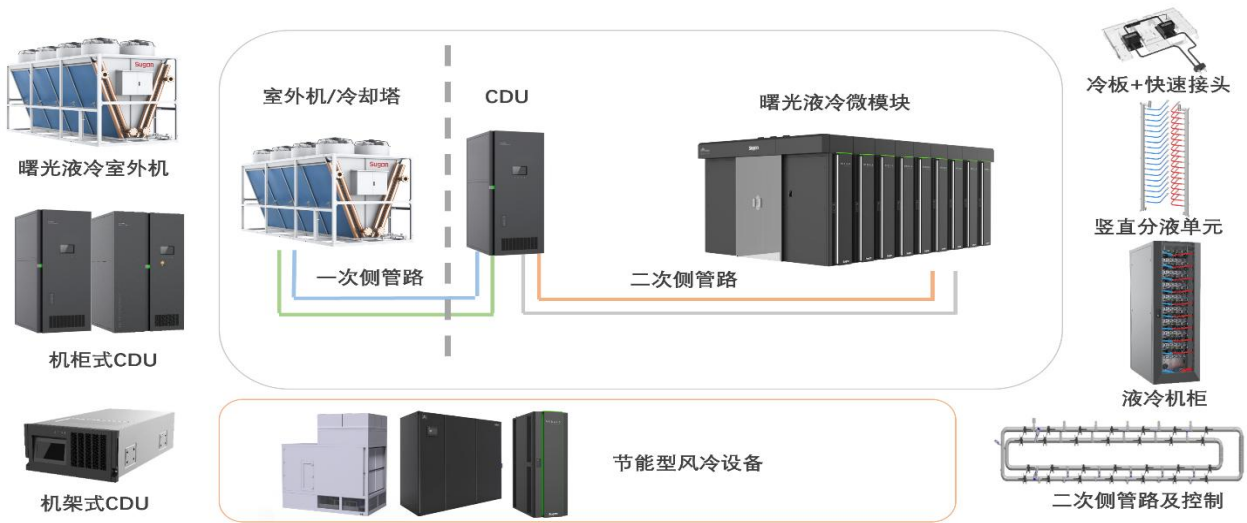 Sugon
曙光液冷室外机
机柜式CDU
机架式CDU
室外机/冷却塔
CDU
曙光液冷微模块
Sugon
Sugon
一次侧管路
二次侧管路
节能型风冷设备
冷板+快速接头
竖直分液单元
液冷机柜
二次侧管路及控制